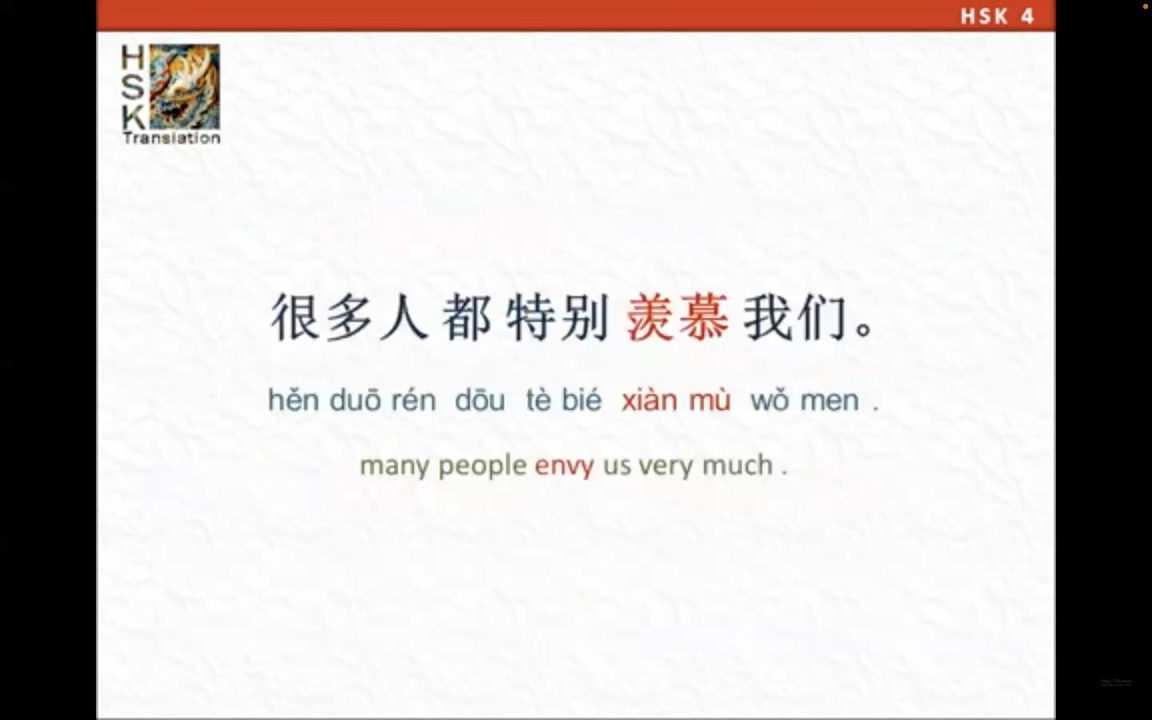 HSK 4
H
S
K
Translation
很多人 都 特别 羡慕 我们。
hěn duō rén dōu tè bié xiàn mù wǒ men .
many people envy us very much .